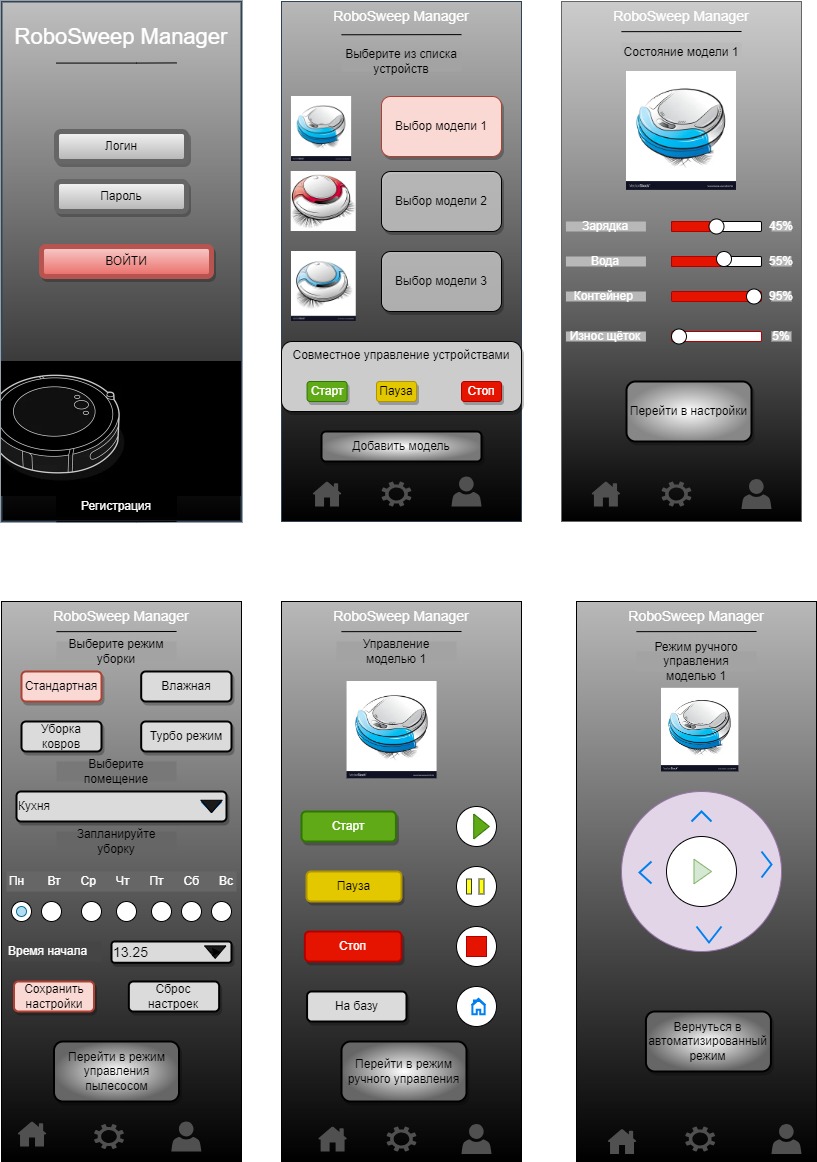 RoboSweep Manager
Логин
Пароль
ВОЙТИ
Регистрация
RoboSweep Manager
Выберите из списка
устройств
Выбор модели 1
Выбор модели 2
Выбор модели 3
Совместное управление устройствами
Старт
Пауза
Стоп
Добавить модель
RoboSweep Manager
Состояние модели 1
VectorStock
Зарядка
45%
Вода
55%
Контейнер
95%
Износ щёток
5%
Перейти в настройки
RoboSweep Manager
Выберите режим
уборки
Стандартная
Влажная
Уборка
ковров
Турбо режим
Выберите
помещение
Кухня
Запланируйте
уборку
Пн Вт Ср Чт Пт Сб Вс
Время начала
13.25
Сохранить
настройки
Сброс
настроек
Перейти в режим
управления
пылесосом
RoboSweep Manager
Управление
моделью 1
VectorStock
Старт
Пауза
Стоп
На базу
Перейти в режим
ручного управления
RoboSweep Manager
Режим ручного
управления
моделью 1
VectorStock
Вернуться в
автоматизированный
режим